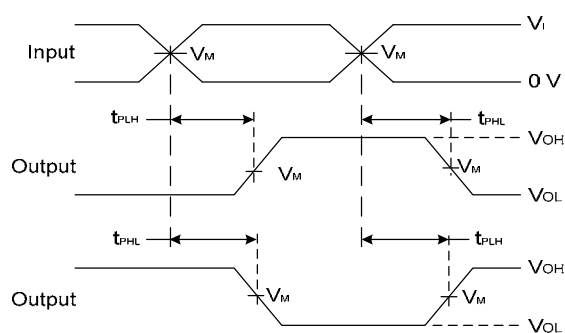 Input VM VM VI
0 V
tPLH tPHL
VOH
Output VM VM
VOL
tPHL tPLH
VOH
Output VM VM
VOL